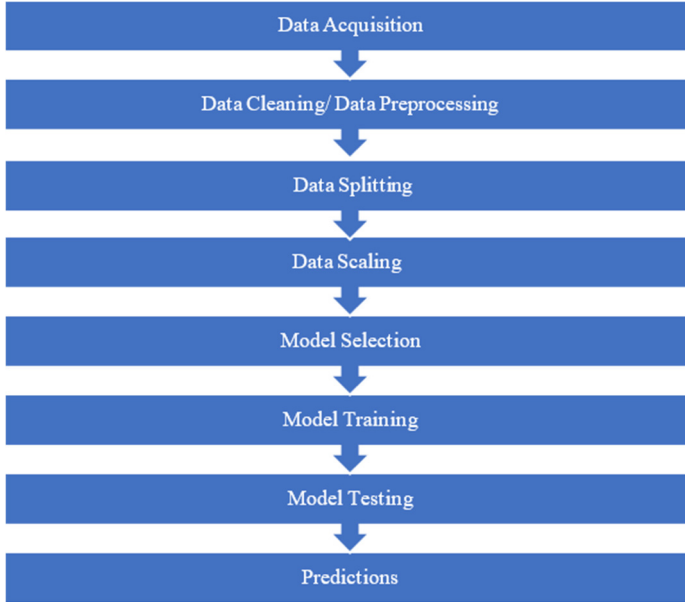 Data Acquisition
Data Cleaning/ Data Preprocessing
Data Splitting
Data Scaling
Model Selection
Model Training
Model Testing
Predictions